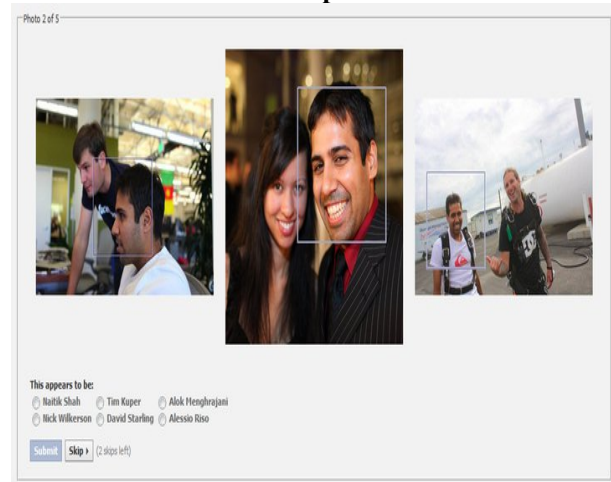 Photo 2 of 5
This appears to be:
Naitik Shah Tim Kuper Alok Menghrajani
Nick Wilkerson David Starling Alessio Riso
Submit Skip › (2 skips left)